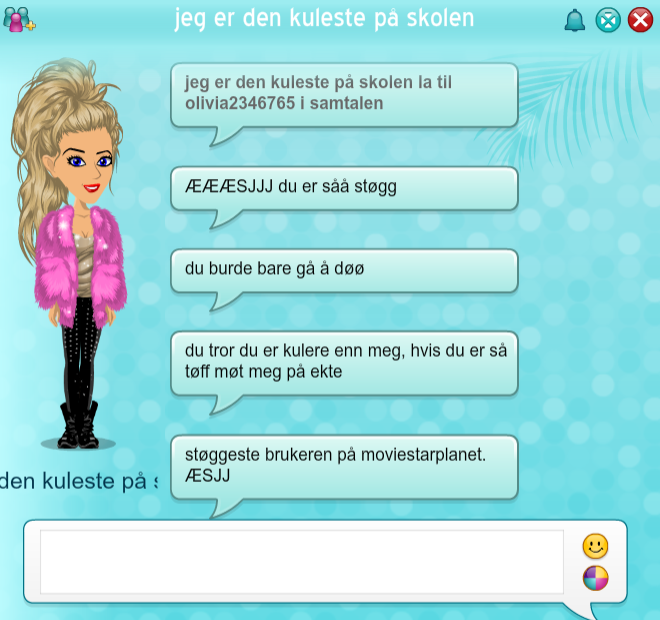 jeg er den kuleste på skolen
jeg er den kuleste på skolen la til
olivia2346765 i samtalen
ÆÆÆSJJJ du er såå støgg
du burde bare gå å døø
du tror du er kulere enn meg, hvis du er så
tøff møt meg på ekte
støggeste brukeren på moviestarplanet.
ÆSJJ
den kuleste på s